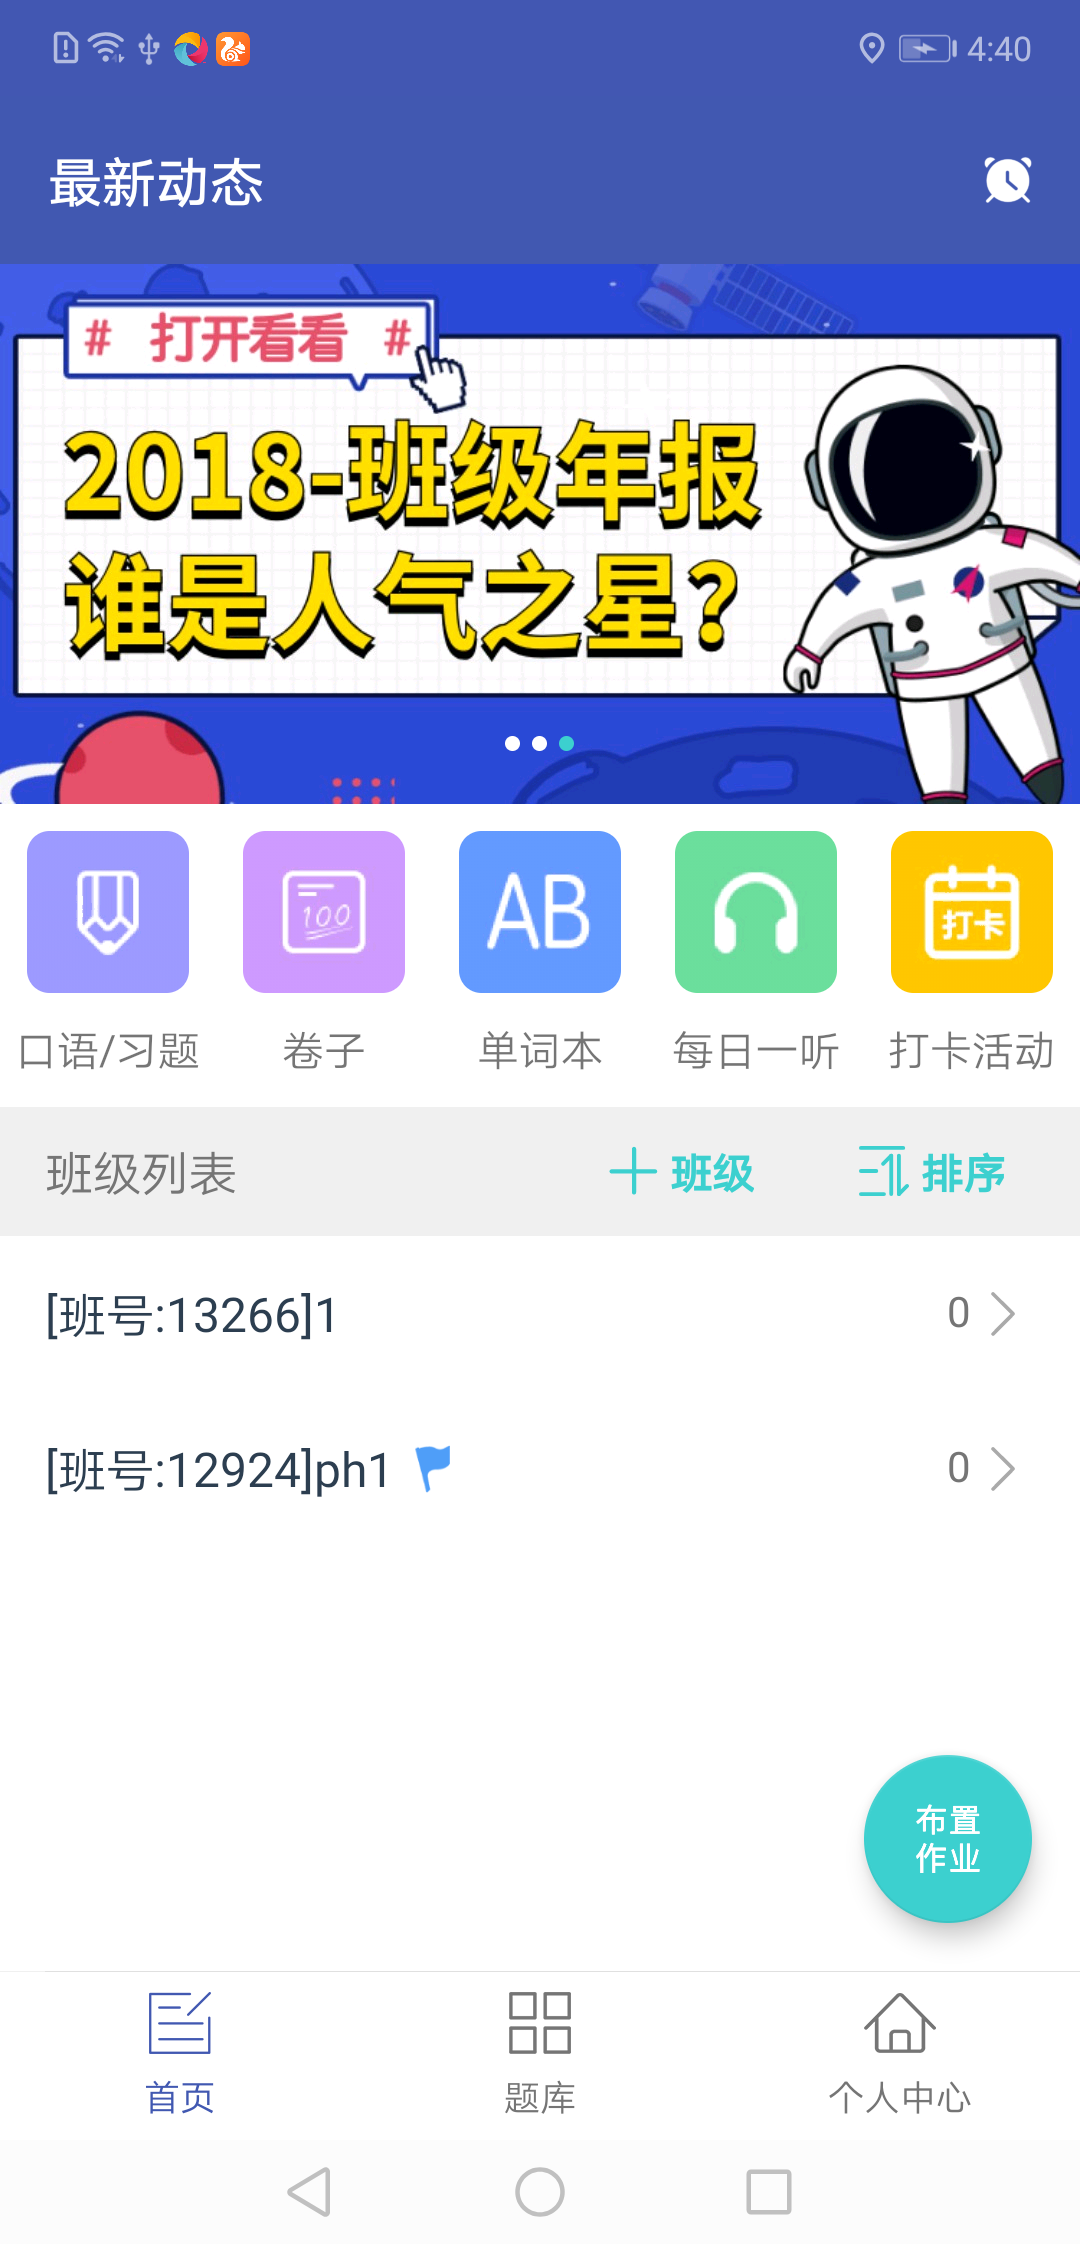 4:40
最新动态
# 打开看看 #
2018-班级年报
谁是人气之星?
100
AB
打卡
口语/习题
卷子
单词本
每日一听
打卡活动
班级列表
班级
排序
[班号:13266]1
0
[班号:12924]ph1
0
布置
作业
首页
题库
个人中心